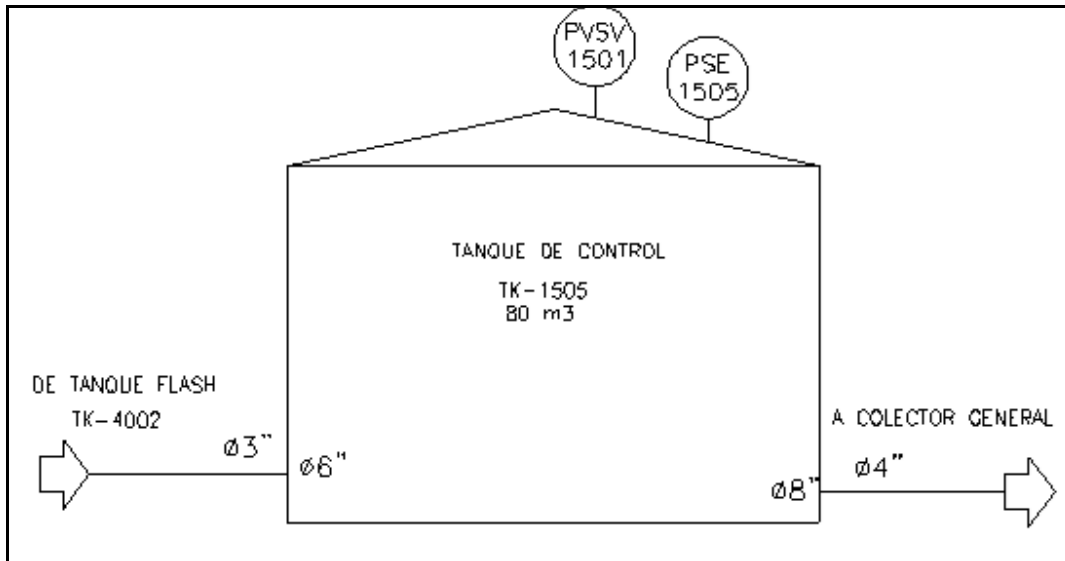 PVSV
1501
PSE
1505
TANQUE DE CONTROL
TK-1505
80 m3
DE TANQUE FLASH
TK-4002
ø3"
ø6"
A COLECTOR GENERAL
ø8"
ø4"